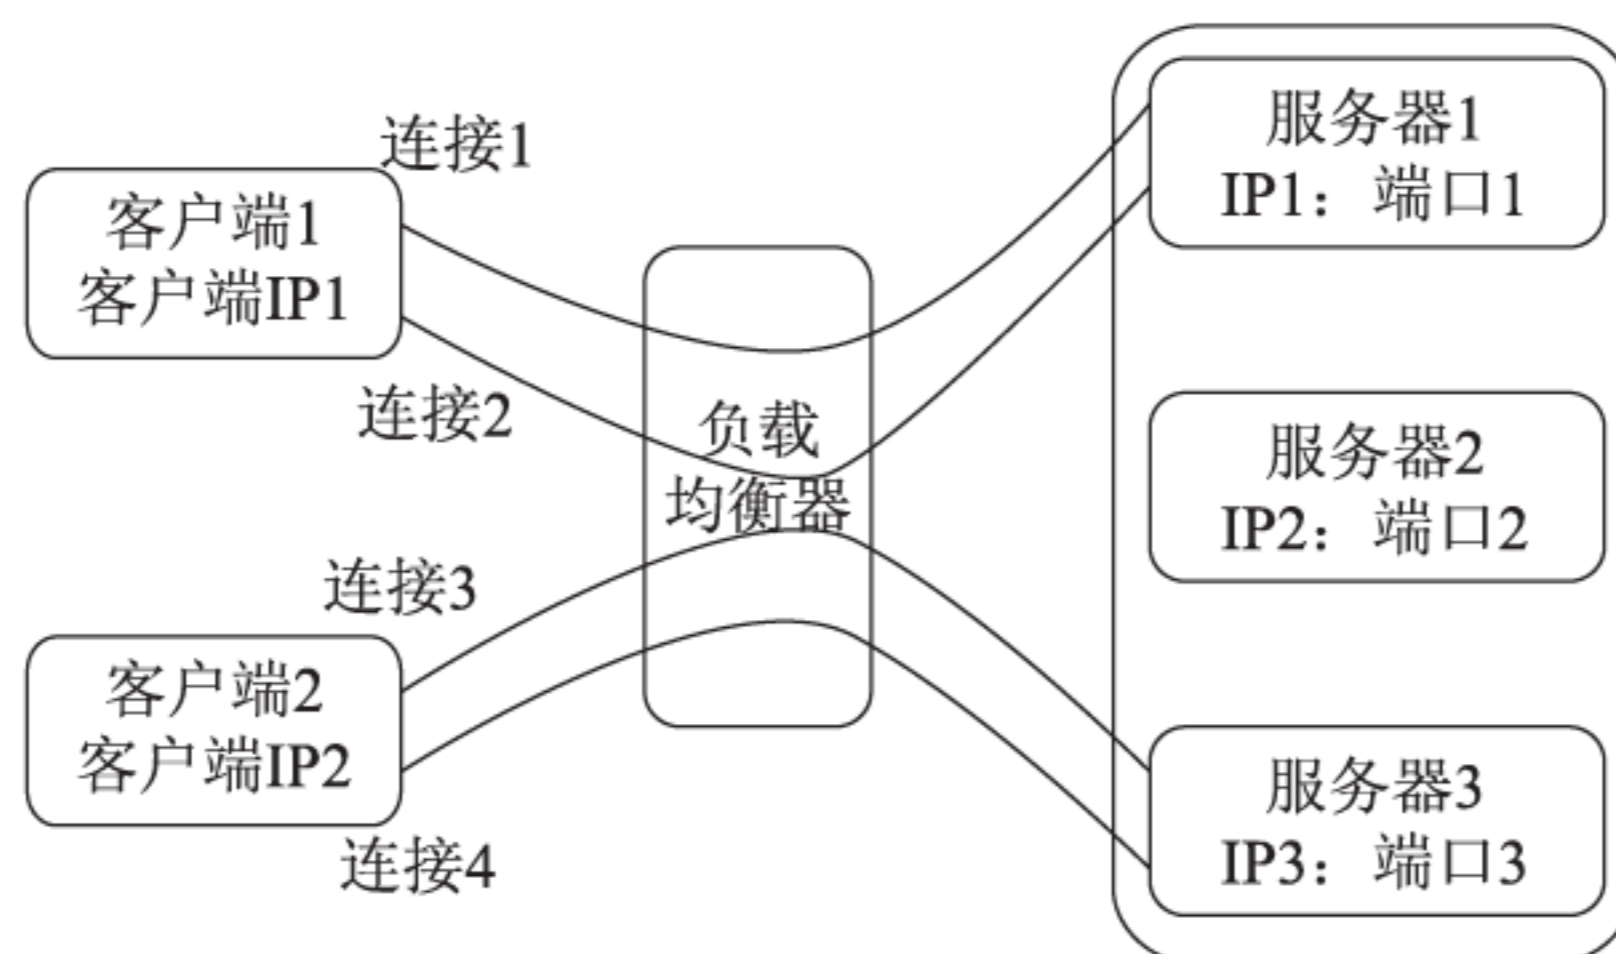 连接1
客户端1
客户端IP1
连接2
连接3
客户端2
客户端IP2
连接4
负载
均衡器
服务器1
IP1：端口1
服务器2
IP2：端口2
服务器3
IP3：端口3